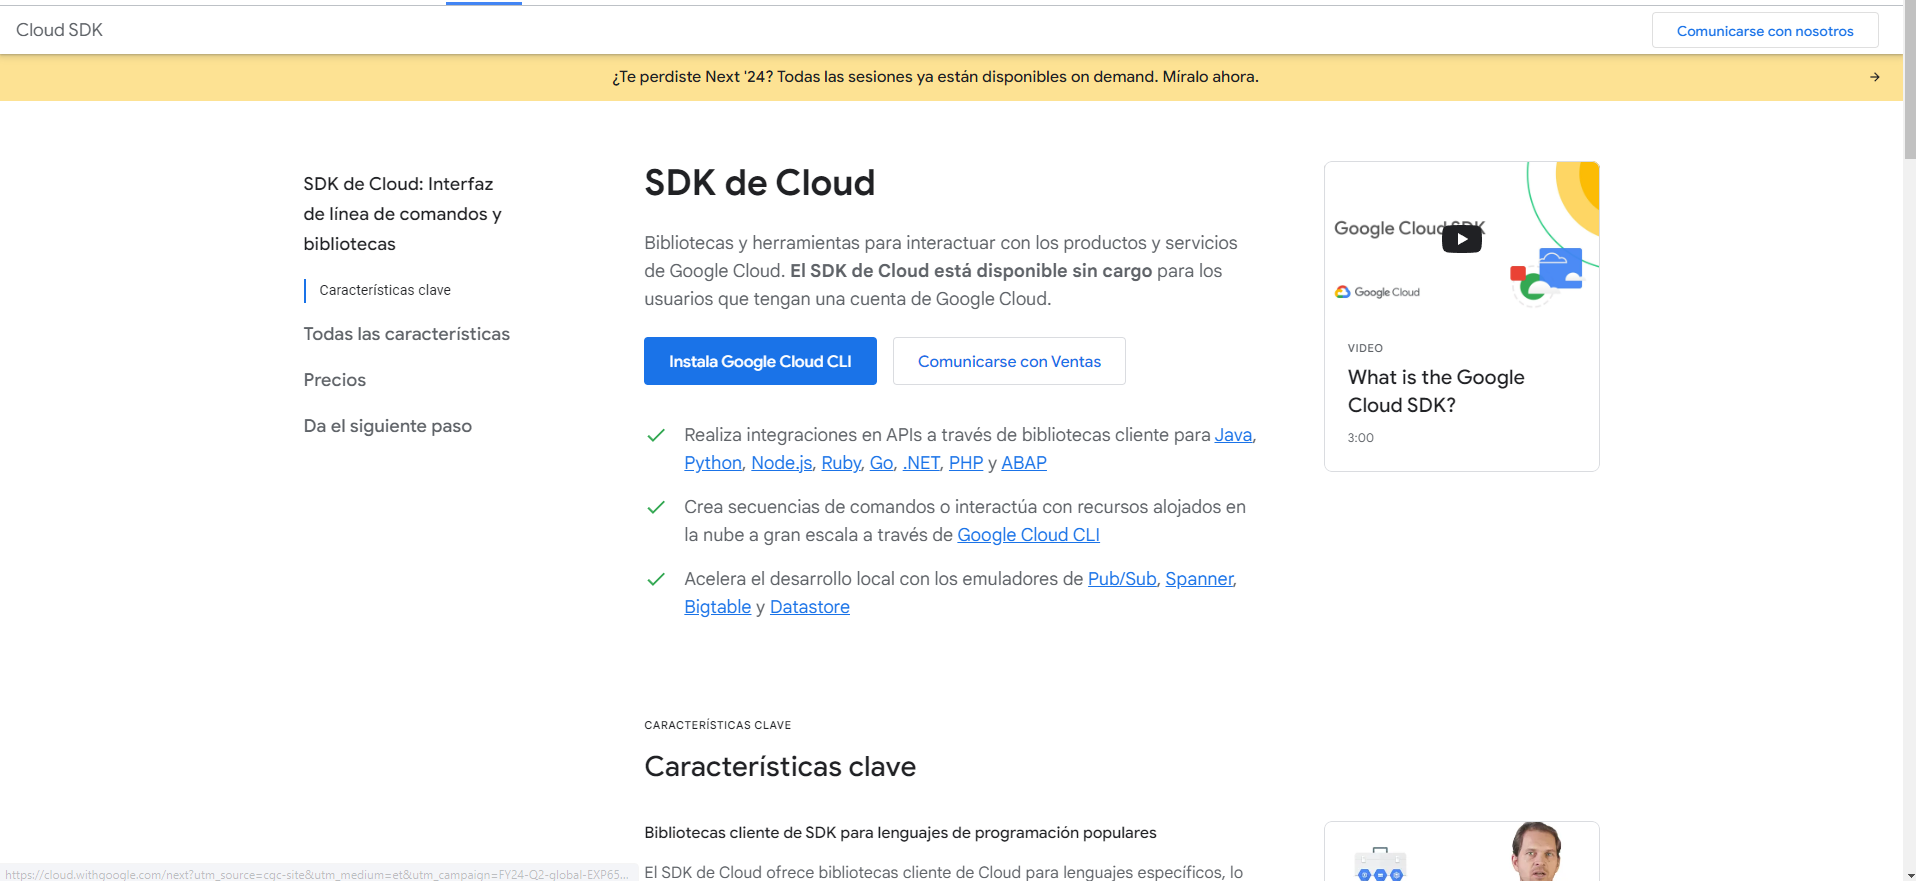 Cloud SDK
Comunicarse con nosotros
¿Te perdiste Next '24? Todas las sesiones ya están disponibles on demand. Míralo ahora.
SDK de Cloud: Interfaz
de línea de comandos y
bibliotecas
Características clave
Todas las características
Precios
Da el siguiente paso
SDK de Cloud
Bibliotecas y herramientas para interactuar con los productos y servicios
de Google Cloud. El SDK de Cloud está disponible sin cargo para los
usuarios que tengan una cuenta de Google Cloud.
Instala Google Cloud CLI
Comunicarse con Ventas
Realiza integraciones en APIs a través de bibliotecas cliente para Java,
Python, Node.js, Ruby, Go, .NET, PHP y ABAP
Crea secuencias de comandos o interactúa con recursos alojados en
la nube a gran escala a través de Google Cloud CLI
Acelera el desarrollo local con los emuladores de Pub/Sub, Spanner,
Bigtable y Datastore
Google Cloud SDK
Google Cloud
VIDEO
What is the Google
Cloud SDK?
3:00
CARACTERÍSTICAS CLAVE
Características clave
Bibliotecas cliente de SDK para lenguajes de programación populares
El SDK de Cloud ofrece bibliotecas cliente de Cloud para lenguajes específicos, lo
https://cloud.withgoogle.com/next?utm_source=cgc-site&utm_medium=et&utm_campaign=FY24-Q2-global-EXP65...